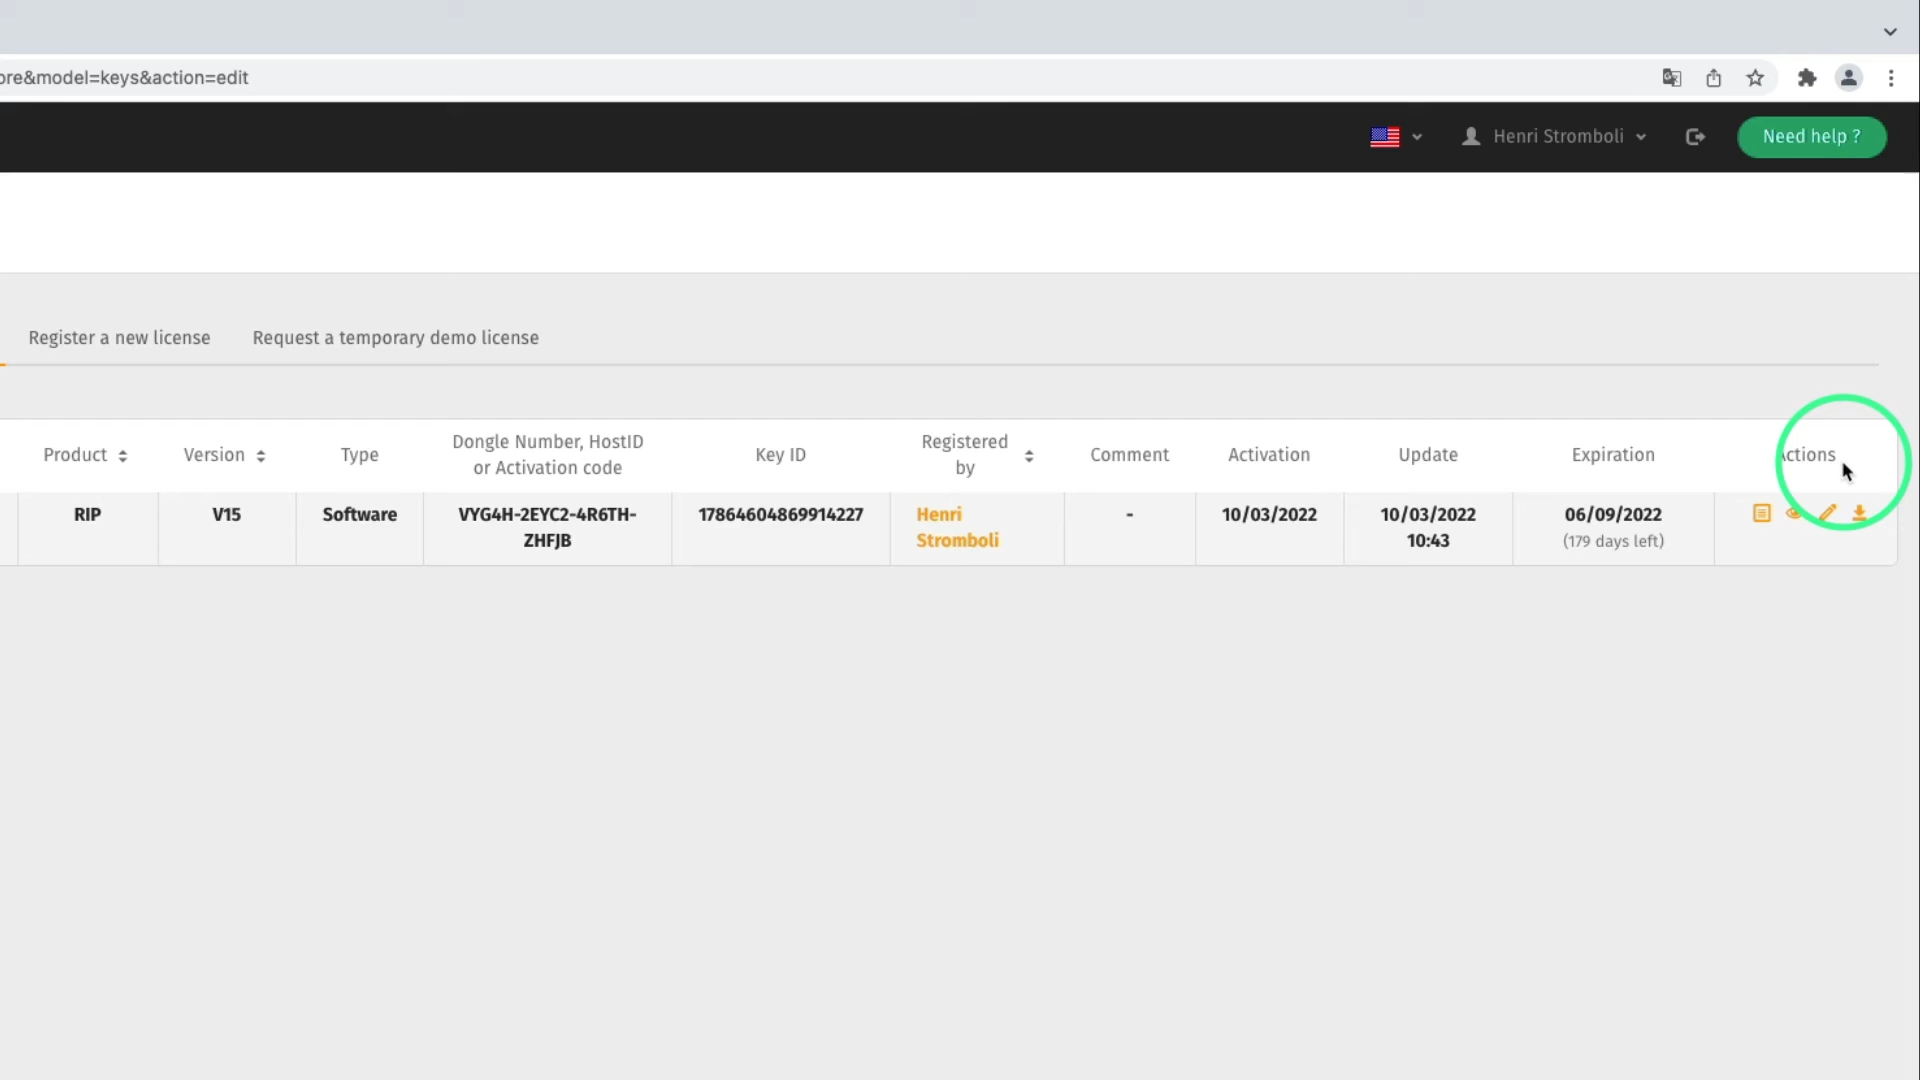 ore&model=keys&action=edit
Henri Stromboli
Need help ?
Register a new license
Request a temporary demo license
Product
Version
Type
Dongle Number, HostID
or Activation code
Key ID
Registered
by
Comment
Activation
Update
Expiration
Actions
RIP
V15
Software
VYG4H-2EYC2-4R6TH-
ZHFJB
17864604869914227
Henri
Stromboli
-
10/03/2022
10/03/2022
10:43
06/09/2022
(179 days left)